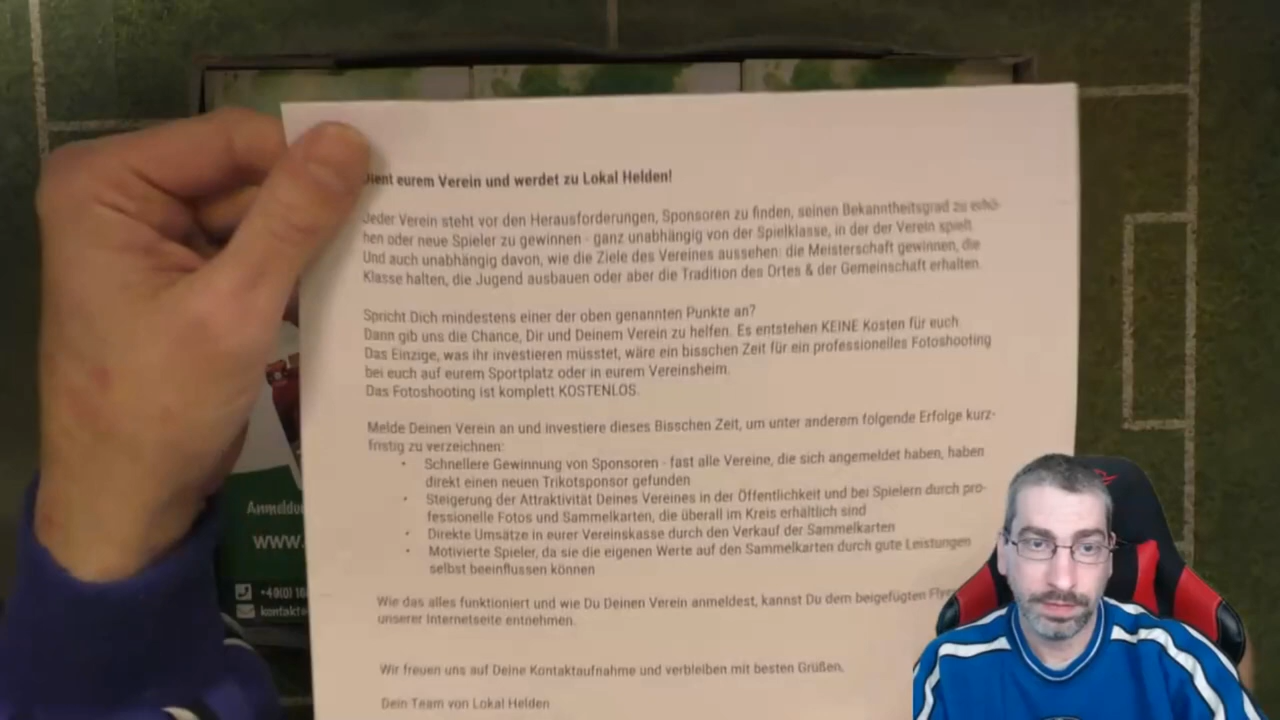 Dient eurem Verein und werdet zu Lokal Helden!
Jeder Verein steht vor den Herausforderungen, Sponsoren zu finden, seinen Bekanntheitsgrad zu erhö-
hen oder neue Spieler zu gewinnen - ganz unabhängig von der Spielklasse, in der der Verein spielt.
Und auch unabhängig davon, wie die Ziele des Vereines aussehen: die Meisterschaft gewinnen, die
Klasse halten, die Jugend ausbauen oder aber die Tradition des Ortes & der Gemeinschaft erhalten.
Spricht Dich mindestens einer der oben genannten Punkte an?
Dann gib uns die Chance, Dir und Deinem Verein zu helfen. Es entstehen KEINE Kosten für euch.
Das Einzige, was ihr investieren müsstet, wäre ein bisschen Zeit für ein professionelles Fotoshooting
bei euch auf eurem Sportplatz oder in eurem Vereinsheim.
Das Fotoshooting ist komplett KOSTENLOS.
Melde Deinen Verein an und investiere dieses Bisschen Zeit, um unter anderem folgende Erfolge kurz-
fristig zu verzeichnen:
• Schnellere Gewinnung von Sponsoren - fast alle Vereine, die sich angemeldet haben, haben
direkt einen neuen Trikotsponsor gefunden
• Steigerung der Attraktivität Deines Vereines in der Öffentlichkeit und bei Spielern durch pro-
fessionelle Fotos und Sammelkarten, die überall im Kreis erhältlich sind
• Direkte Umsätze in eurer Vereinskasse durch den Verkauf der Sammelkarten
• Motivierte Spieler, da sie die eigenen Werte auf den Sammelkarten durch gute Leistungen
selbst beeinflussen können
Wie das alles funktioniert und wie Du Deinen Verein anmeldest, kannst Du dem beigefügten
unserer Internetseite entnehmen.
Wir freuen uns auf Deine Kontaktaufnahme und verbleiben mit besten Grüßen,
Dein Team von Lokal Helden
Anmeldu
www.
+49(0) 16
kontakt